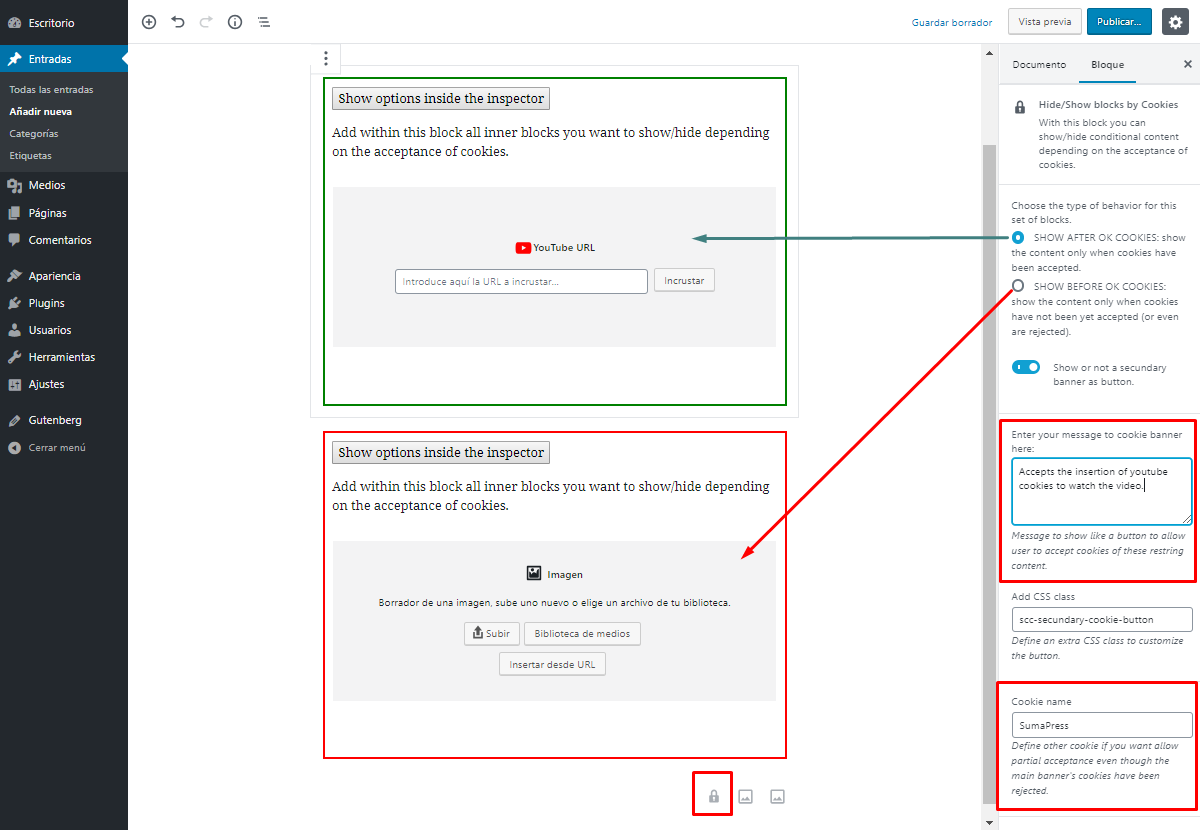 Escritorio
Entradas
Todas las entradas
Añadir nueva
Categorías
Etiquetas
Medios
Páginas
Comentarios
Apariencia
Plugins
Usuarios
Herramientas
Ajustes
Gutenberg
Cerrar menú
Guardar borrador
Vista previa
Publicar...
Show options inside the inspector
Add within this block all inner blocks you want to show/hide depending
on the acceptance of cookies.
YouTube URL
Introduce aquí la URL a incrustar...
Incrustar
Show options inside the inspector
Add within this block all inner blocks you want to show/hide depending
on the acceptance of cookies.
Imagen
Borrador de una imagen, sube uno nuevo o elige un archivo de tu biblioteca.
Subir
Biblioteca de medios
Insertar desde URL
Documento
Bloque
Hide/Show blocks by Cookies
With this block you can
show/hide conditional content
depending on the acceptance of
cookies.
Choose the type of behavior for this
set of blocks.
SHOW AFTER OK COOKIES: show
the content only when cookies have
been accepted.
SHOW BEFORE OK COOKIES:
show the content only when cookies
have not been yet accepted (or even
are rejected).
Show or not a secundary
banner as button.
Enter your message to cookie banner
here:
Accepts the insertion of youtube
cookies to watch the video.
Message to show like a button to allow
user to accept cookies of these restring
content.
Add CSS class
scc-secundary-cookie-button
Define an extra CSS class to customize
the button.
Cookie name
SumaPress
Define other cookie if you want allow
partial acceptance even though the
main banner's cookies have been
rejected.